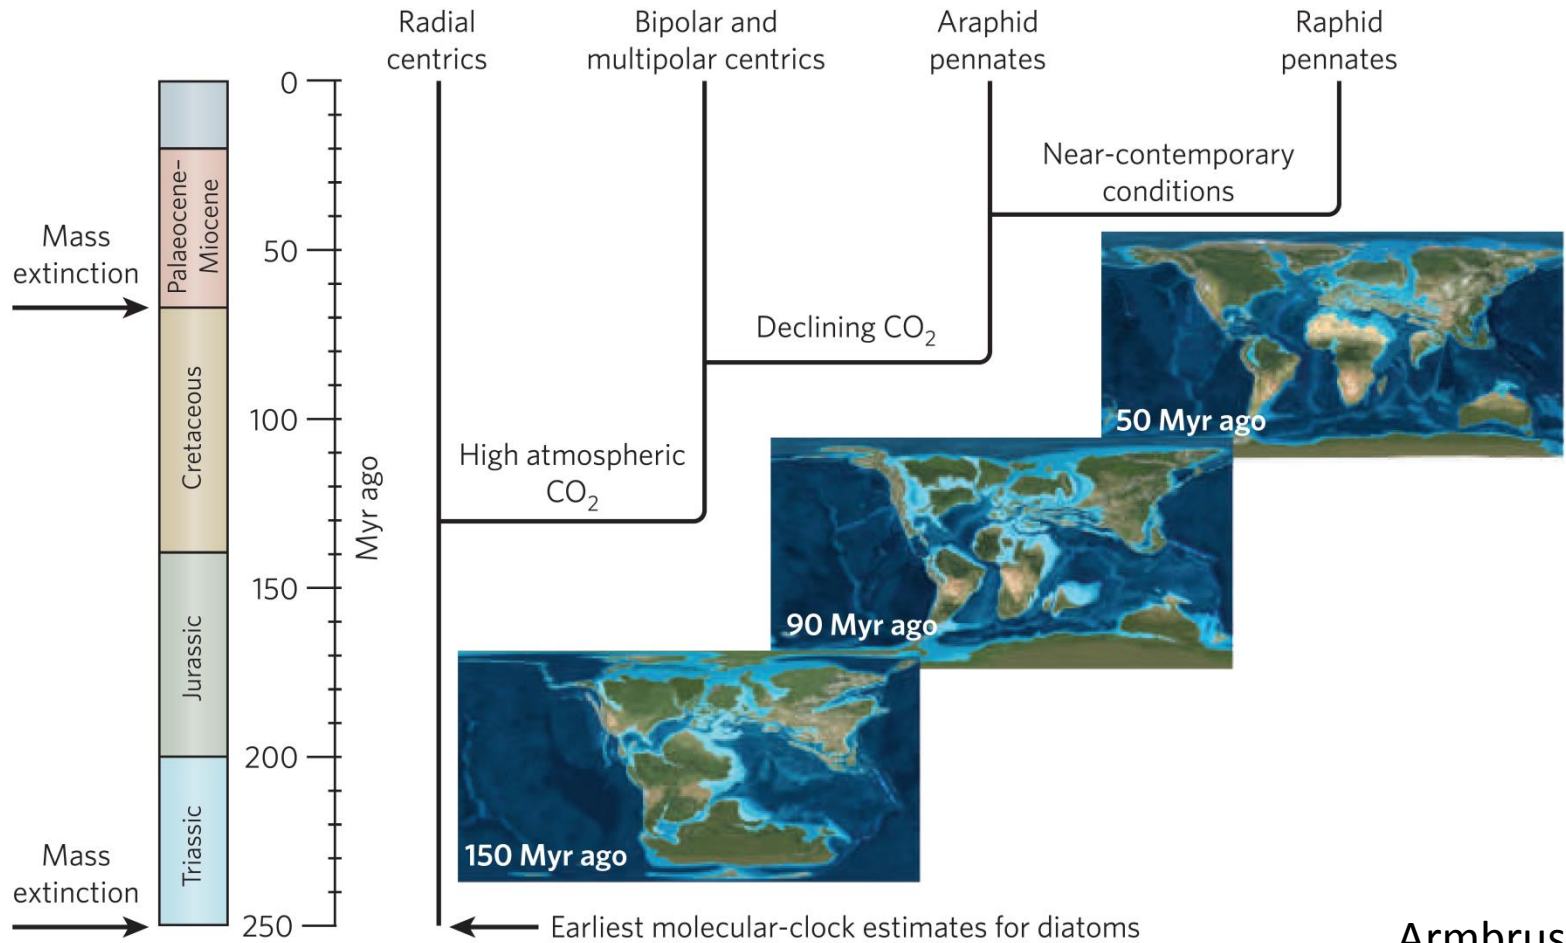 Radial
centrics
Bipolar and
multipolar centrics
Araphid
pennates
Raphid
pennates
0
50
100
150
200
250
Myr ago
Palaeocene–
Miocene
Cretaceous
Jurassic
Triassic
Mass
extinction
Mass
extinction
Near-contemporary
conditions
Declining CO₂
High atmospheric
CO₂
50 Myr ago
90 Myr ago
150 Myr ago
Earliest molecular-clock estimates for diatoms
Armbrus